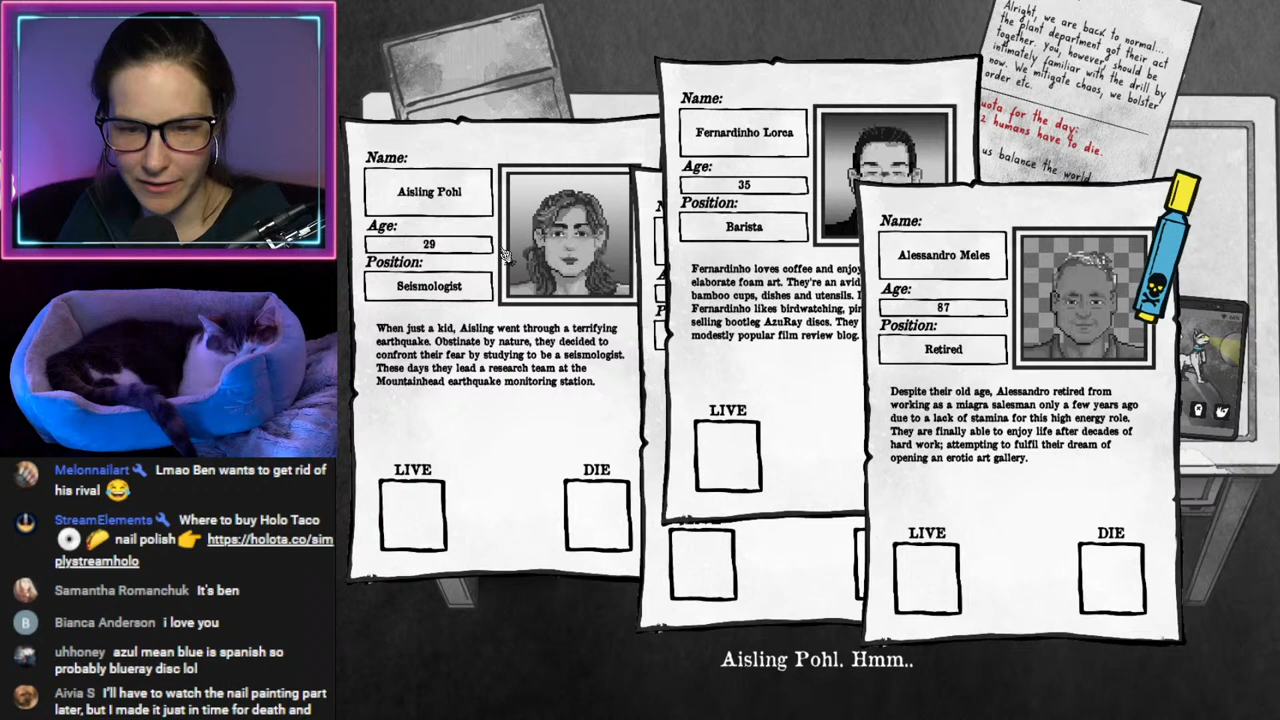 Alright, we are back to normal...
the plant department got their act
together. You, however, should be
intimately familiar with the drill by
now. We mitigate chaos, we bolster
order etc.
uota for the day:
2 humans have to die.
us balance the world
Name:
Aisling Pohl
Age:
29
Position:
Seismologist
When just a kid, Aisling went through a terrifying
earthquake. Obstinate by nature, they decided to
confront their fear by studying to be a seismologist.
These days they lead a research team at the
Mountainhead earthquake monitoring station.
LIVE
DIE
Name:
Fernardinho Lorca
Age:
35
Position:
Barista
Fernardinho loves coffee and enjoy
elaborate foam art. They're an avid
bamboo cups, dishes and utensils. I
Fernardinho likes birdwatching, pin
selling bootleg AzuRay discs. They
modestly popular film review blog.
LIVE
Name:
Alessandro Meles
Age:
87
Position:
Retired
Despite their old age, Alessandro retired from
working as a miagra salesman only a few years ago
due to a lack of stamina for this high energy role.
They are finally able to enjoy life after decades of
hard work; attempting to fulfil their dream of
opening an erotic art gallery.
LIVE
DIE
Aisling Pohl. Hmm..
Melonnailart Lmao Ben wants to get rid of
his rival
StreamElements Where to buy Holo Taco
nail polish https://holota.co/sim
plystreamholo
Samantha Romanchuk It's ben
B
Bianca Anderson i love you
uhhoney azul mean blue is spanish so
probably blueray disc lol
Aivia S I'll have to watch the nail painting part
later, but I made it just in time for death and